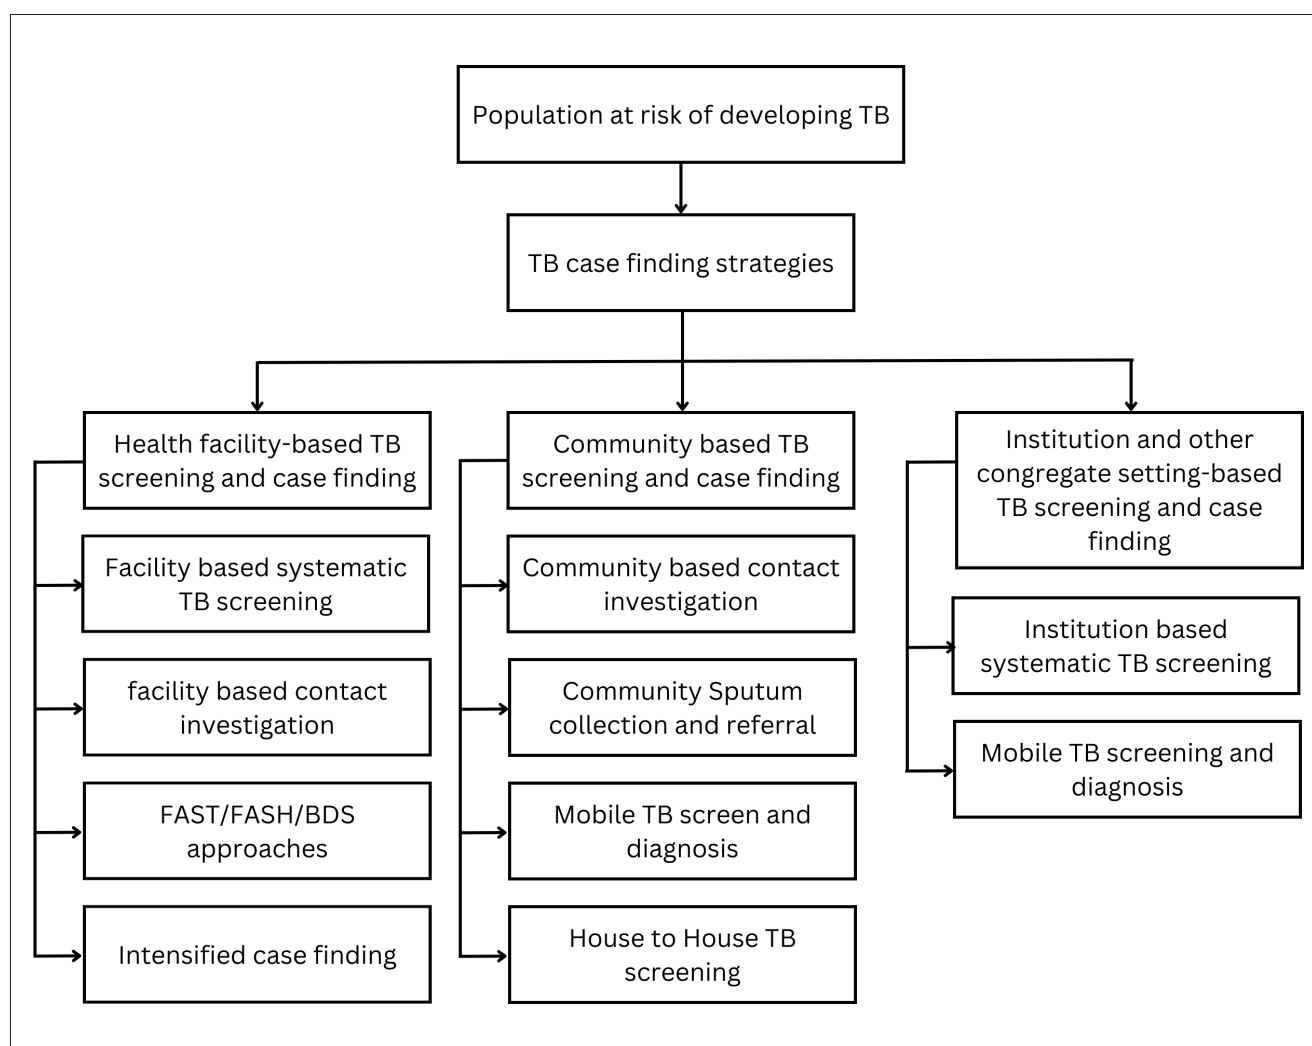 Population at risk of developing TB
TB case finding strategies
Health facility-based TB
screening and case finding
Facility based systematic
TB screening
facility based contact
investigation
FAST/FASH/BDS
approaches
Intensified case finding
Community based TB
screening and case finding
Community based contact
investigation
Community Sputum
collection and referral
Mobile TB screen and
diagnosis
House to House TB
screening
Institution and other
congregate setting-based
TB screening and case
finding
Institution based
systematic TB screening
Mobile TB screening and
diagnosis